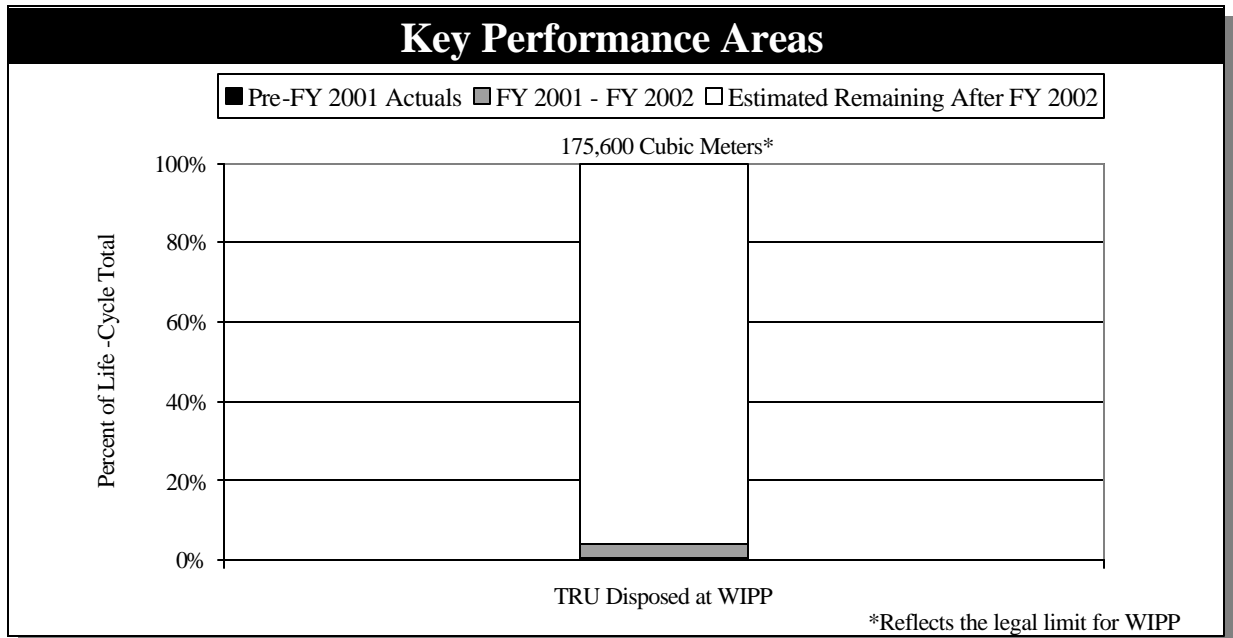 Key Performance Areas
Pre-FY 2001 Actuals FY 2001 - FY 2002 Estimated Remaining After FY 2002
175,600 Cubic Meters*
100%
80%
60%
40%
20%
0%
Percent of Life -Cycle Total
TRU Disposed at WIPP
*Reflects the legal limit for WIPP